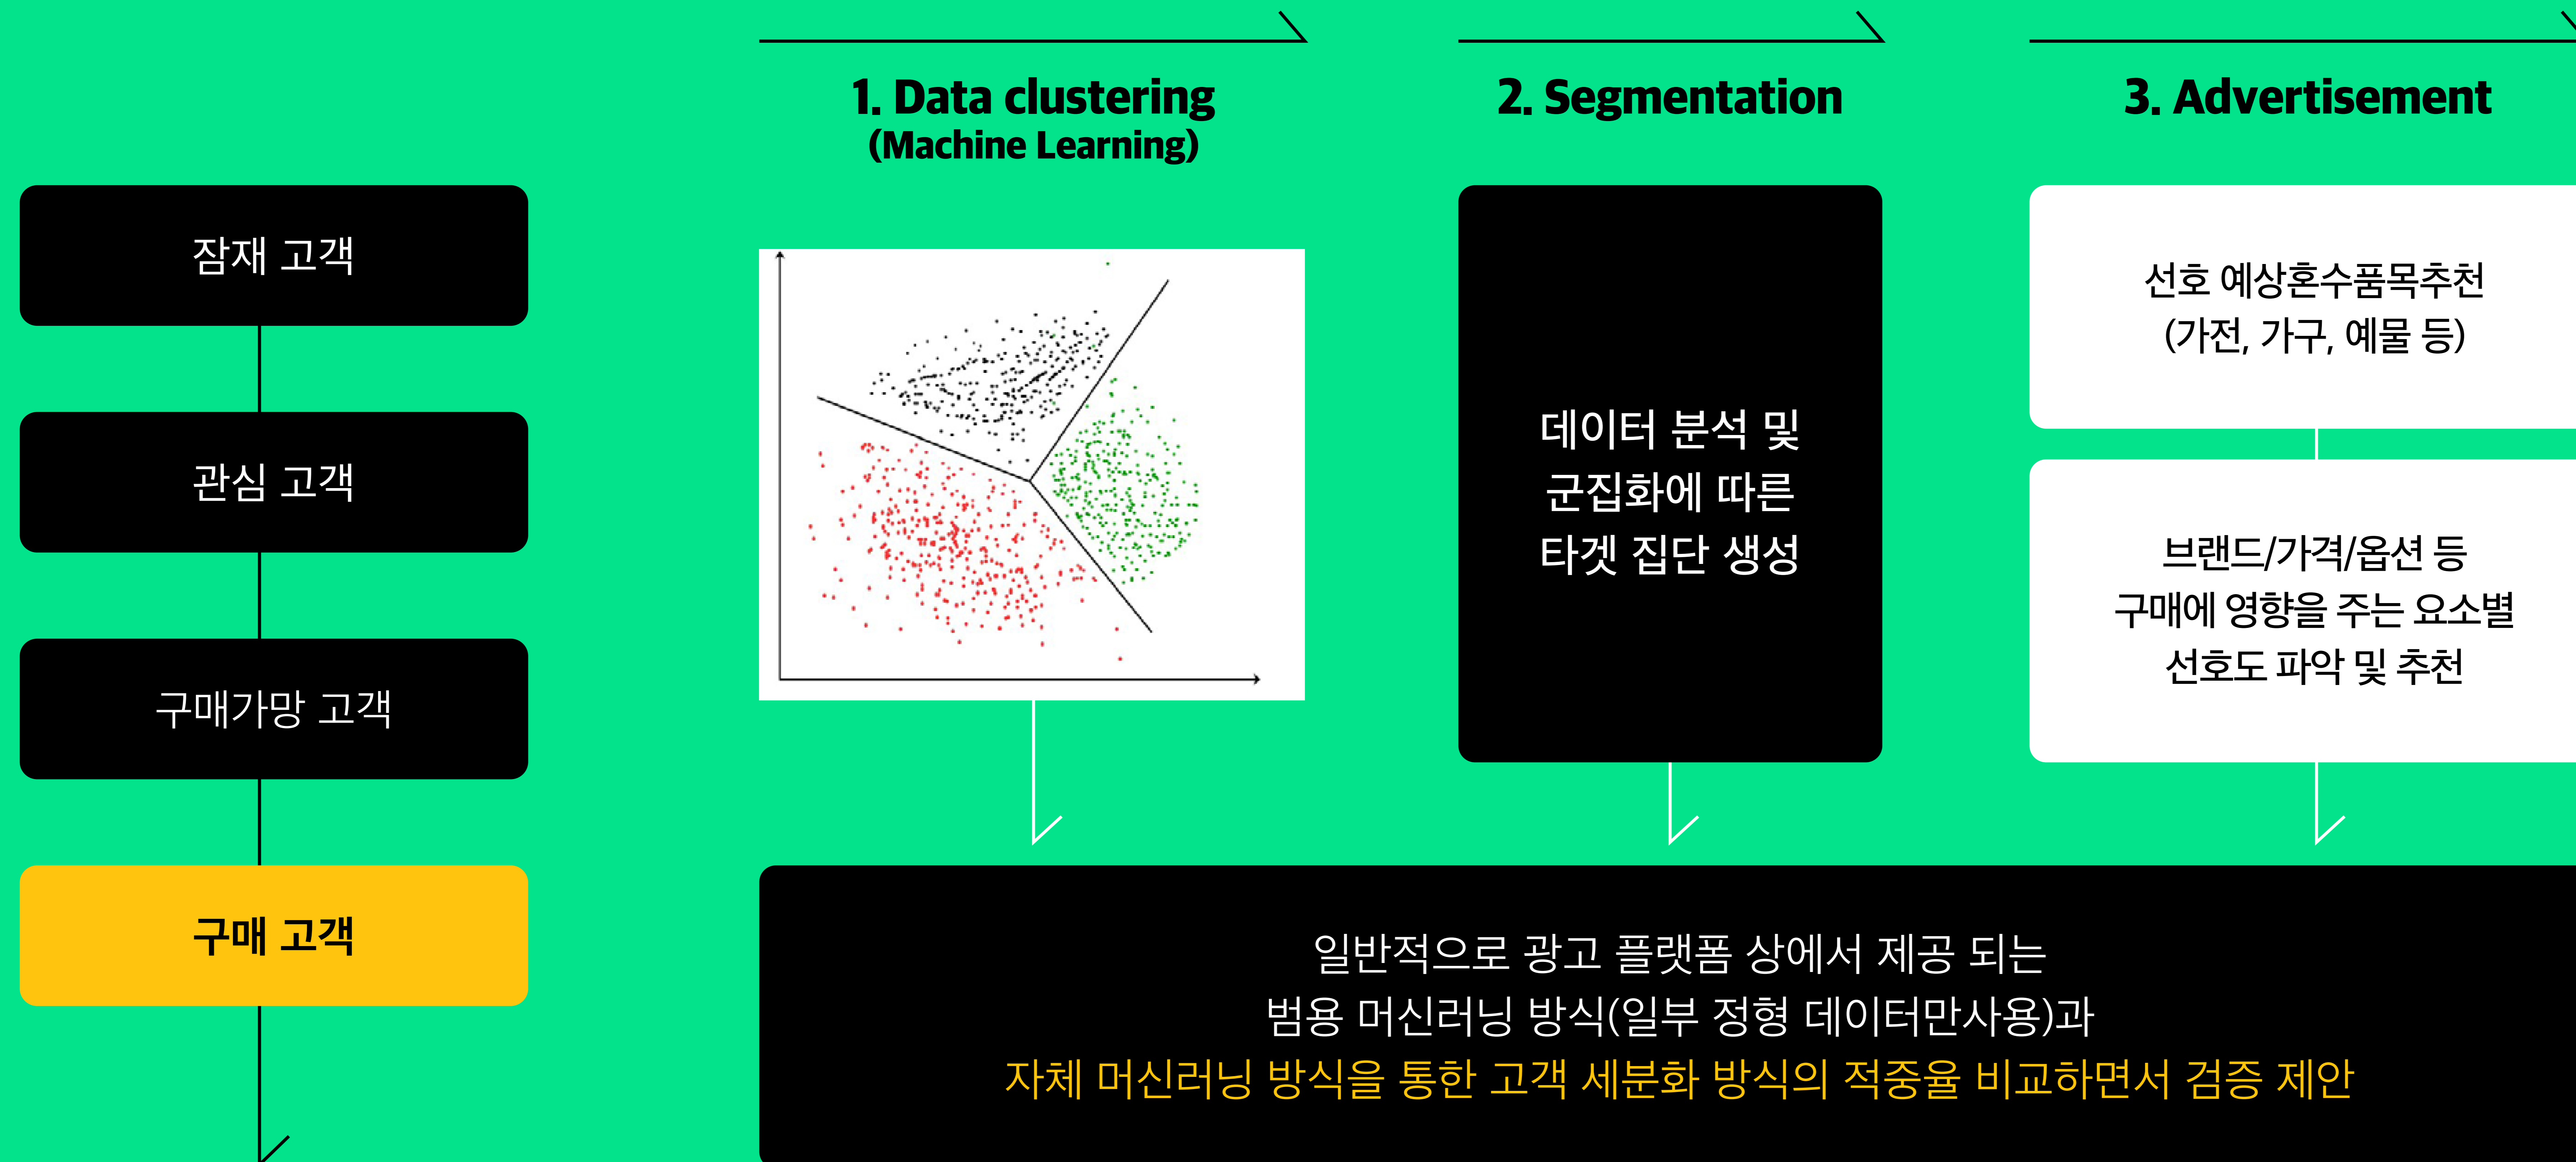 잠재 고객
관심 고객
구매가망 고객
구매 고객
1. Data clustering
(Machine Learning)
2. Segmentation
데이터 분석 및
군집화에 따른
타겟 집단 생성
3. Advertisement
선호 예상혼수품목추천
(가전, 가구, 예물 등)
브랜드/가격/옵션 등
구매에 영향을 주는 요소별
선호도 파악 및 추천
일반적으로 광고 플랫폼 상에서 제공 되는
범용 머신러닝 방식(일부 정형 데이터만사용)과
자체 머신러닝 방식을 통한 고객 세분화 방식의 적중율 비교하면서 검증 제안